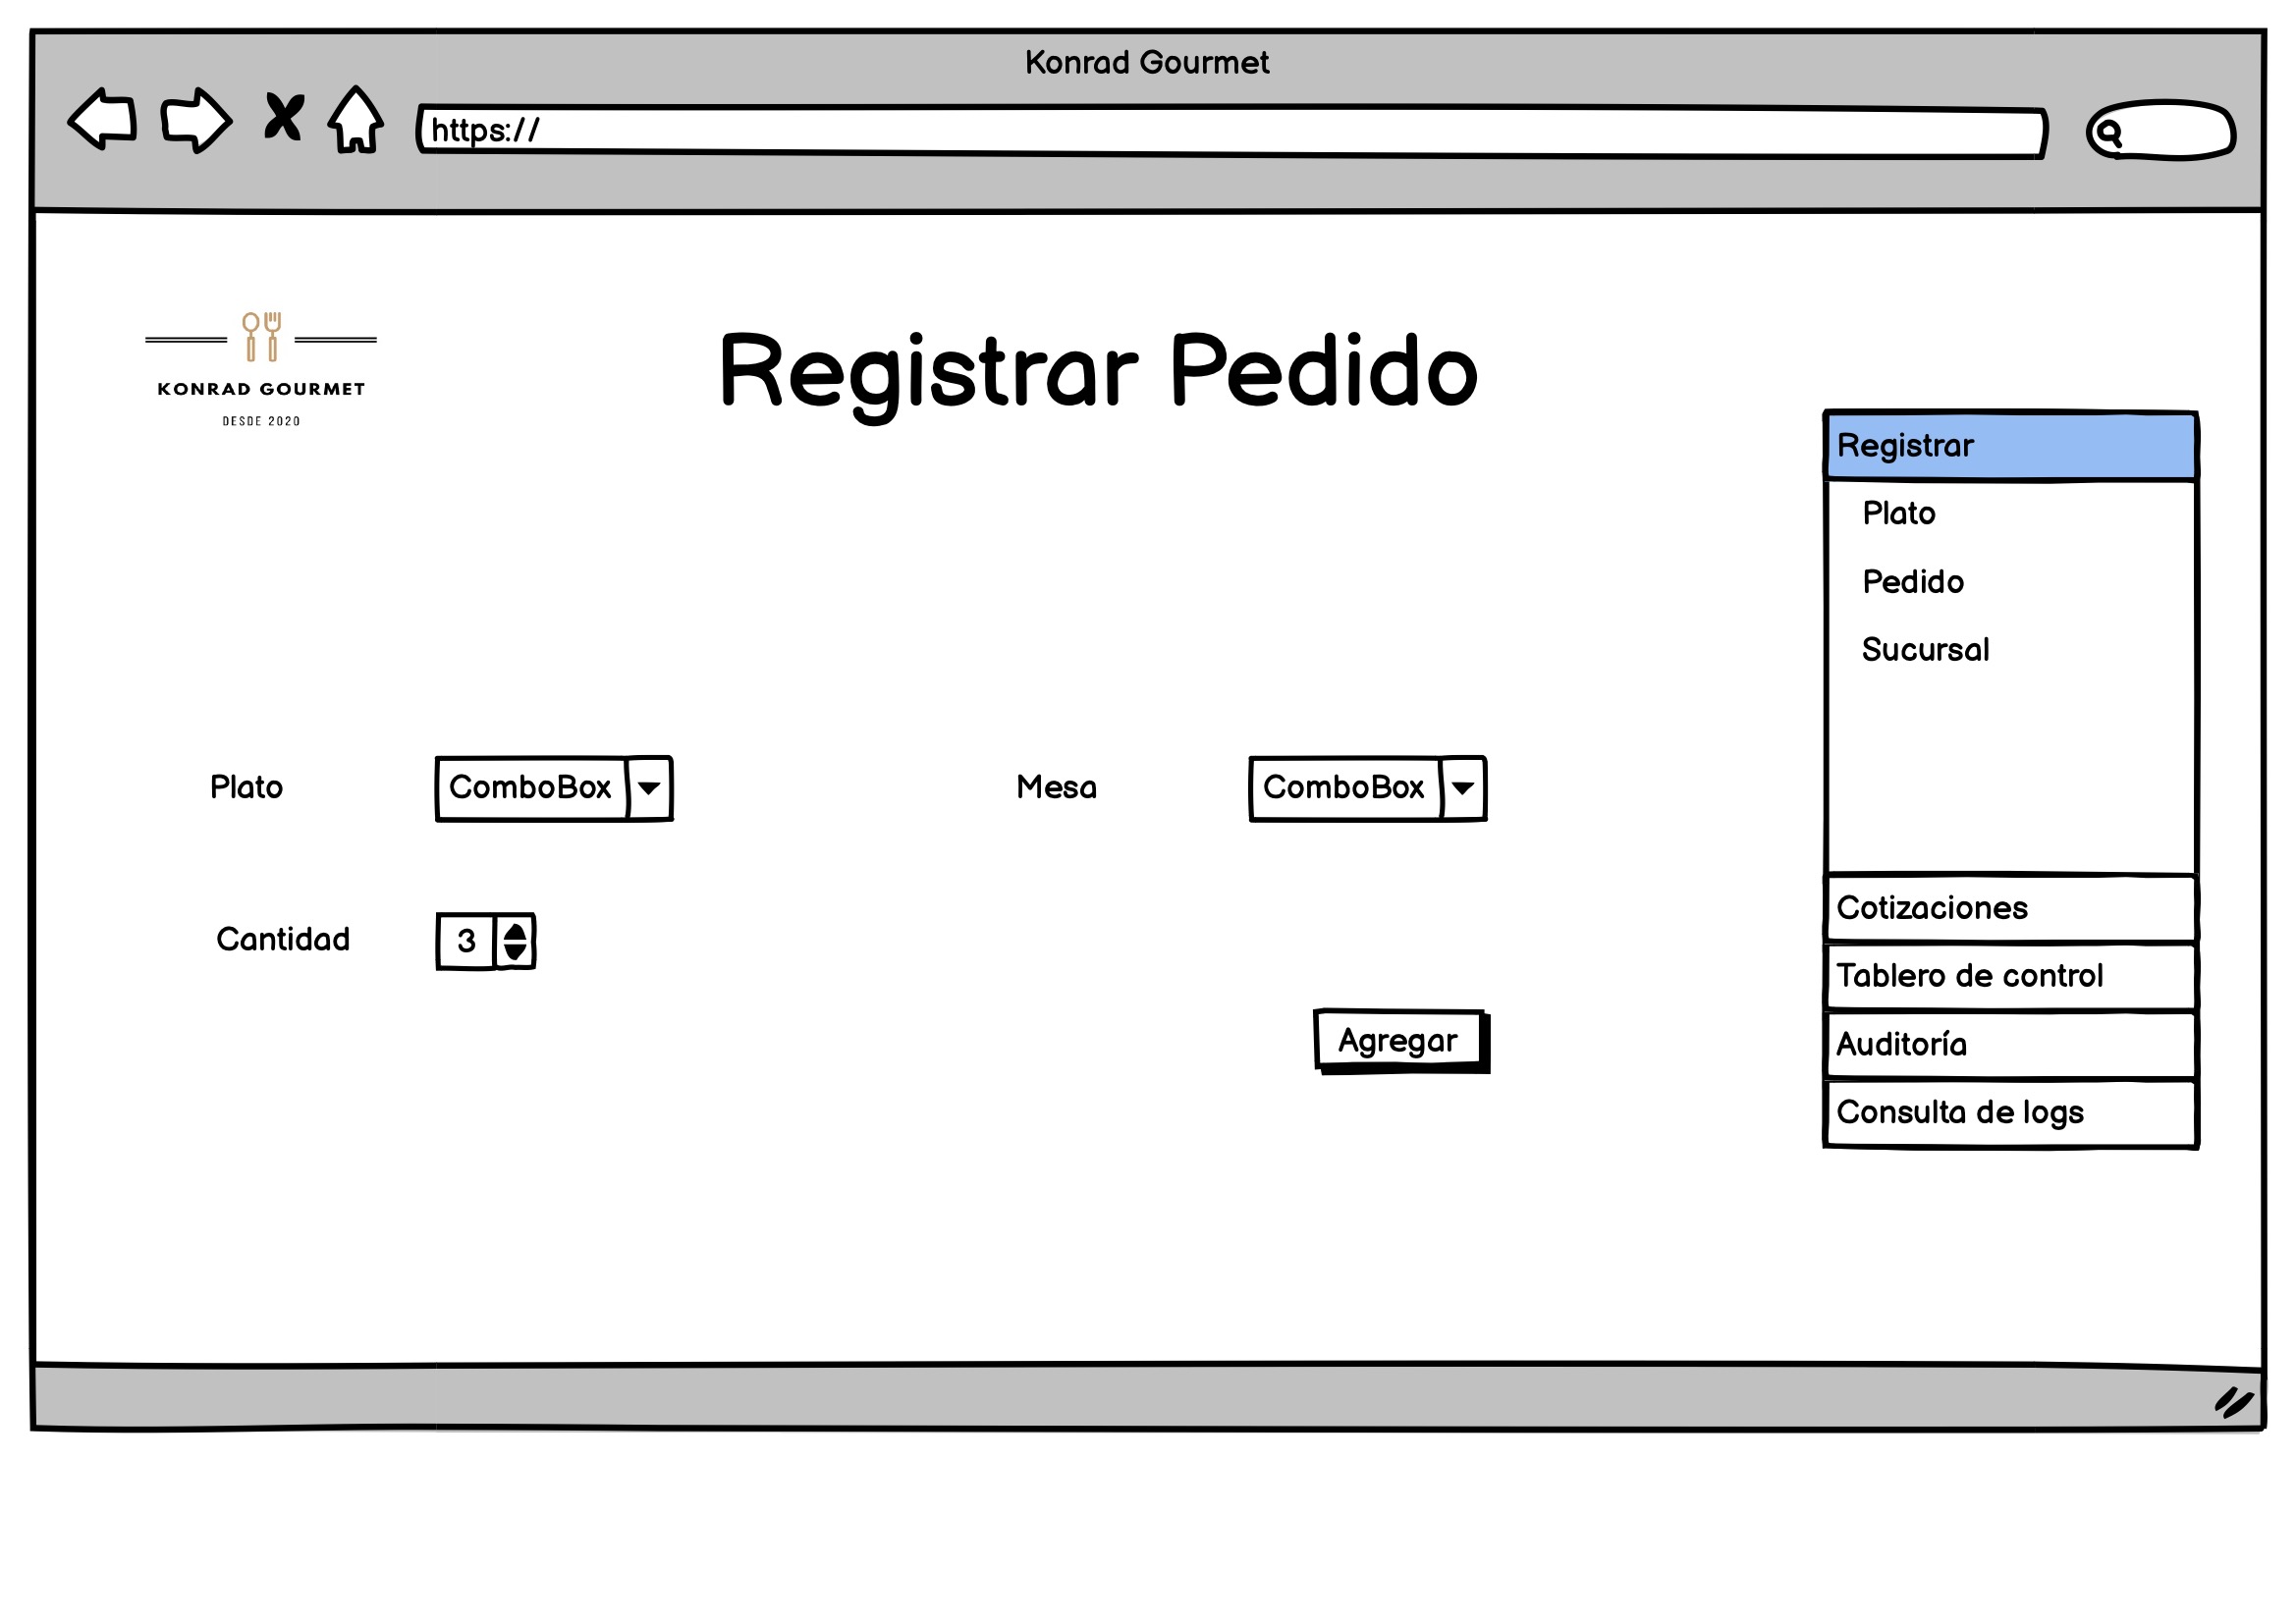 Konrad Gourmet
https://
KONRAD GOURMET
DESDE 2020
Registrar Pedido
Registrar
Plato
Pedido
Sucursal
Plato
ComboBox
Mesa
ComboBox
Cantidad
3
Agregar
Cotizaciones
Tablero de control
Auditoría
Consulta de logs